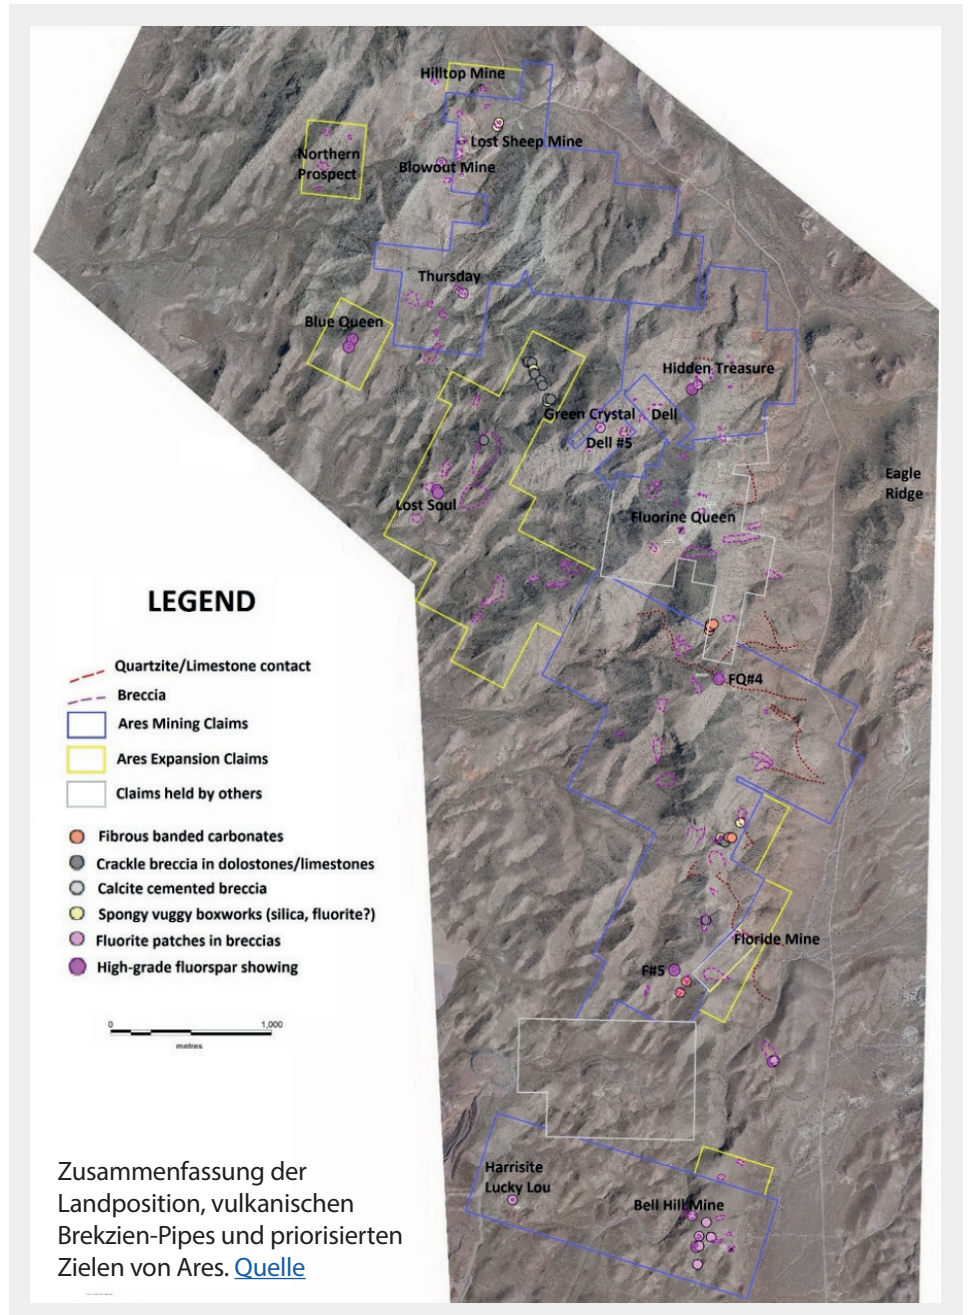 Hilltop Mine
Lost Sheep Mine
Northern
Prospect
Blowout Mine
Thursday
Blue Queen
Hidden Treasure
Green Crystal
Dell
Dell #5
Eagle
Ridge
Lost Soul
Fluorine Queen
LEGEND
Quartzite/Limestone contact
Breccia
Ares Mining Claims
Ares Expansion Claims
Claims held by others
Fibrous banded carbonates
Crackle breccia in dolostones/limestones
Calcite cemented breccia
Spongy vuggy boxworks (silica, fluorite?)
Fluorite patches in breccias
High-grade fluorspar showing
0 1,000
metres
FQ#4
Floride Mine
F#5
Harrisite
Lucky Lou
Bell Hill Mine
Zusammenfassung der
Landposition, vulkanischen
Brekzien-Pipes und priorisierten
Zielen von Ares. Quelle